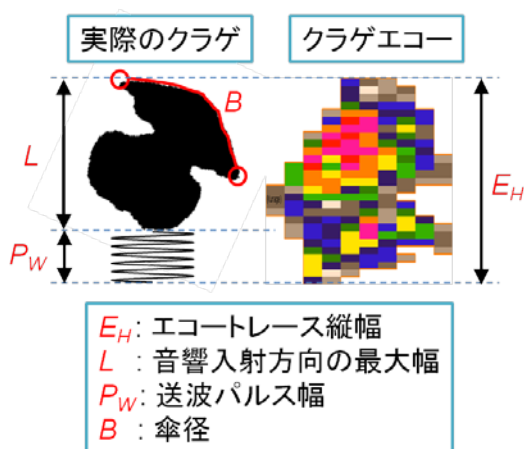 実際のクラゲ
クラゲエコー
B
L
E_H
P_W
E_H: エコートレース縦幅
L : 音響入射方向の最大幅
P_W: 送波パルス幅
B : 傘径